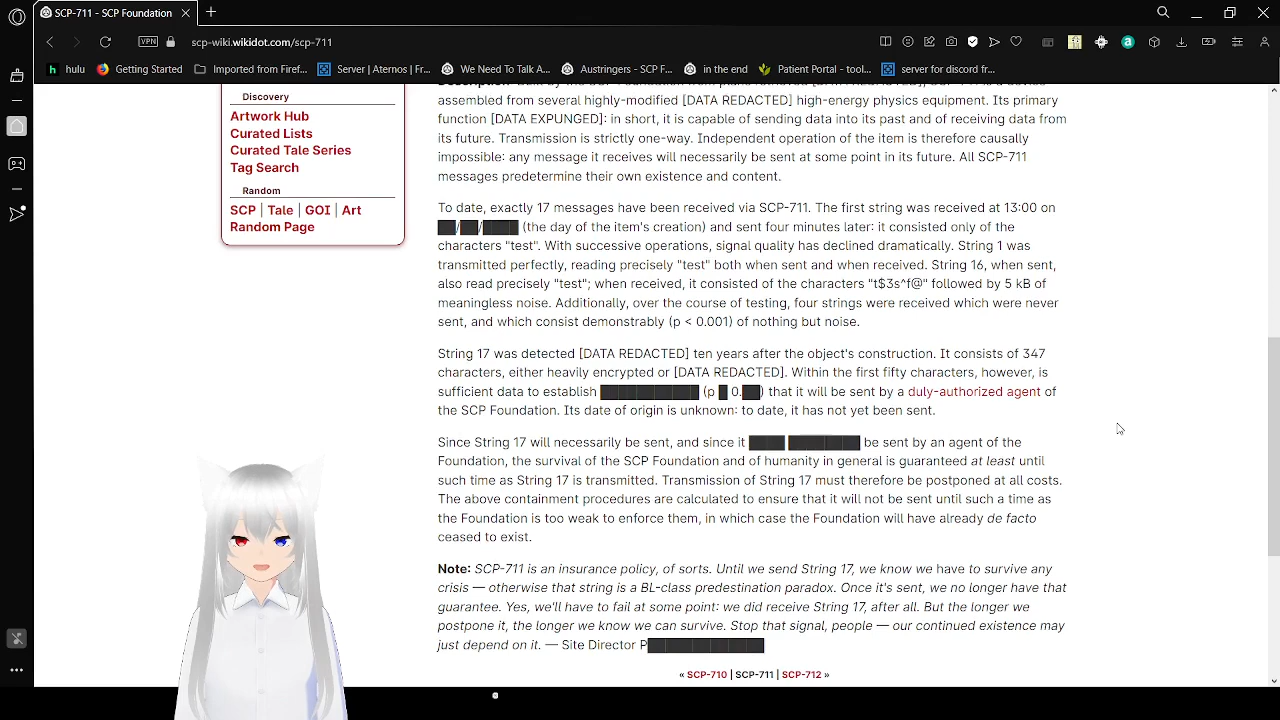 SCP-711 - SCP Foundation
VPN
scp-wiki.wikidot.com/scp-711
hulu
Getting Started
Imported from Firef...
Server | Aternos | Fr...
We Need To Talk A...
Austringers - SCP F...
in the end
Patient Portal - tool...
server for discord fr...
Discovery
Artwork Hub
Curated Lists
Curated Tale Series
Tag Search
Random
SCP | Tale | GOI | Art
Random Page
assembled from several highly-modified [DATA REDACTED] high-energy physics equipment. Its primary
function [DATA EXPUNGED]: in short, it is capable of sending data into its past and of receiving data from
its future. Transmission is strictly one-way. Independent operation of the item is therefore causally
impossible: any message it receives will necessarily be sent at some point in its future. All SCP-711
messages predetermine their own existence and content.
To date, exactly 17 messages have been received via SCP-711. The first string was received at 13:00 on
██/██/████ (the day of the item's creation) and sent four minutes later: it consisted only of the
characters "test". With successive operations, signal quality has declined dramatically. String 1 was
transmitted perfectly, reading precisely "test" both when sent and when received. String 16, when sent,
also read precisely "test"; when received, it consisted of the characters "t$3s^f@" followed by 5 kB of
meaningless noise. Additionally, over the course of testing, four strings were received which were never
sent, and which consist demonstrably (p < 0.001) of nothing but noise.
String 17 was detected [DATA REDACTED] ten years after the object's construction. It consists of 347
characters, either heavily encrypted or [DATA REDACTED]. Within the first fifty characters, however, is
sufficient data to establish ███████████ (p █ 0.██) that it will be sent by a duly-authorized agent of
the SCP Foundation. Its date of origin is unknown: to date, it has not yet been sent.
Since String 17 will necessarily be sent, and since it ████ ████████ be sent by an agent of the
Foundation, the survival of the SCP Foundation and of humanity in general is guaranteed at least until
such time as String 17 is transmitted. Transmission of String 17 must therefore be postponed at all costs.
The above containment procedures are calculated to ensure that it will not be sent until such a time as
the Foundation is too weak to enforce them, in which case the Foundation will have already de facto
ceased to exist.
Note: SCP-711 is an insurance policy, of sorts. Until we send String 17, we know we have to survive any
crisis — otherwise that string is a BL-class predestination paradox. Once it's sent, we no longer have that
guarantee. Yes, we'll have to fail at some point: we did receive String 17, after all. But the longer we
postpone it, the longer we know we can survive. Stop that signal, people — our continued existence may
just depend on it. — Site Director P█████████████
« SCP-710 | SCP-711 | SCP-712 »